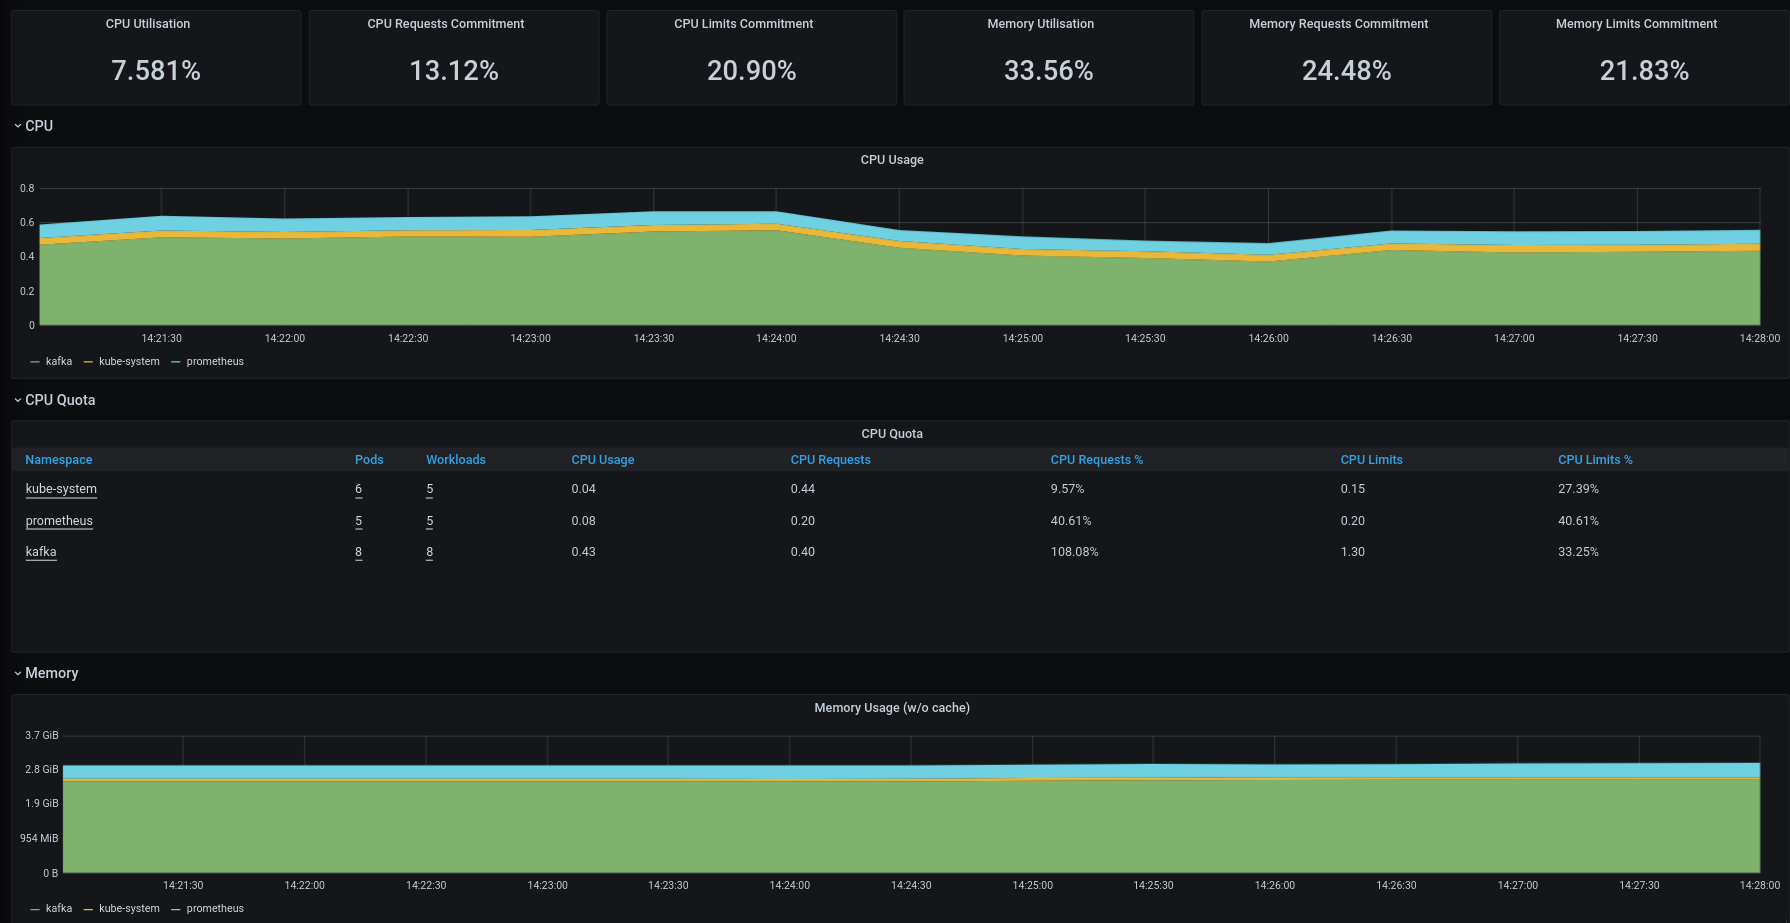 CPU Utilisation CPU Requests Commitment CPU Limits Commitment Memory Utilisation Memory Requests Commitment Memory Limits Commitment
7.581% 13.12% 20.90% 33.56% 24.48% 21.83%
CPU
CPU Usage
0.8
0.6
0.4
0.2
0
14:21:30 14:22:00 14:22:30 14:23:00 14:23:30 14:24:00 14:24:30 14:25:00 14:25:30 14:26:00 14:26:30 14:27:00 14:27:30 14:28:00
kafka kube-system prometheus
CPU Quota
CPU Quota
Namespace Pods Workloads CPU Usage CPU Requests CPU Requests % CPU Limits CPU Limits %
kube-system 6 5 0.04 0.44 9.57% 0.15 27.39%
prometheus 5 5 0.08 0.20 40.61% 0.20 40.61%
kafka 8 8 0.43 0.40 108.08% 1.30 33.25%
Memory
Memory Usage (w/o cache)
3.7 GiB
2.8 GiB
1.9 GiB
954 MiB
0 B
14:21:30 14:22:00 14:22:30 14:23:00 14:23:30 14:24:00 14:24:30 14:25:00 14:25:30 14:26:00 14:26:30 14:27:00 14:27:30 14:28:00
kafka kube-system prometheus